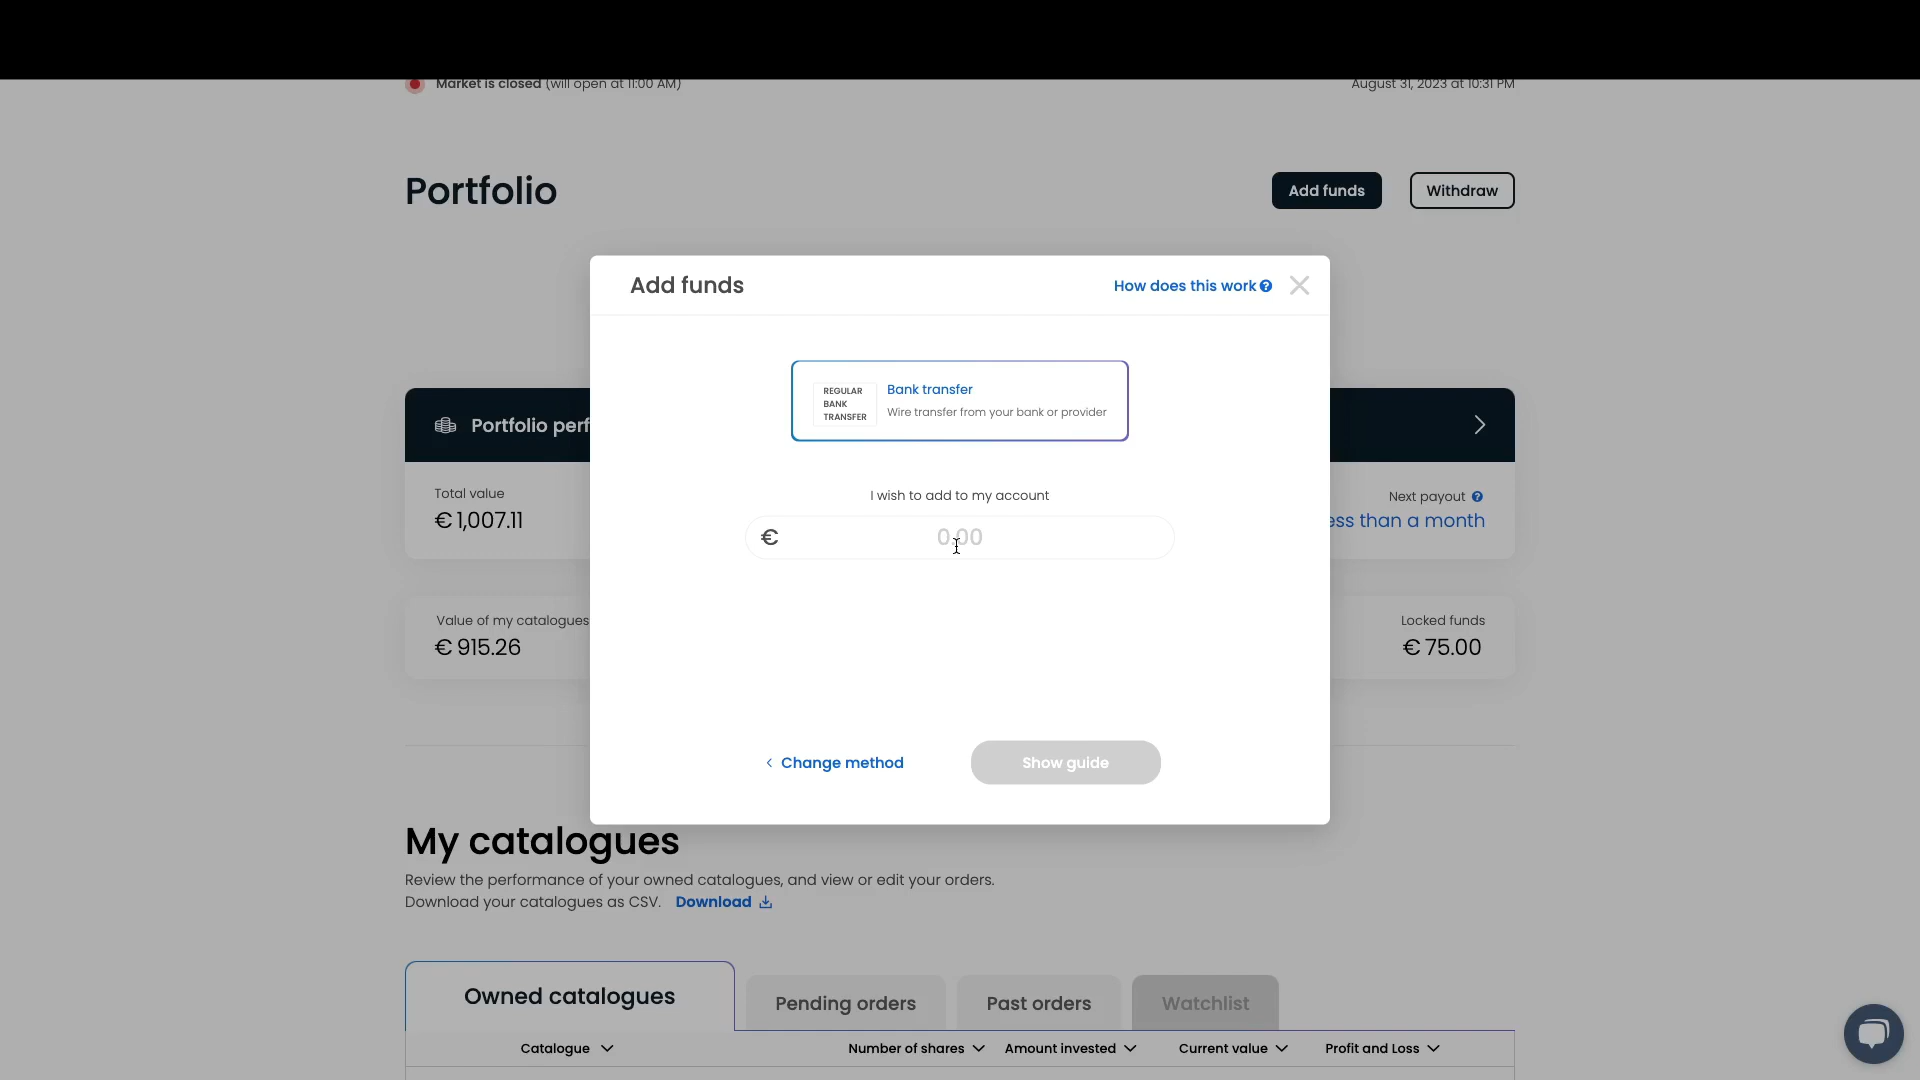 Market is closed (will open at 11:00 AM)
August 31, 2023 at 10:31 PM
Portfolio
Add funds
Withdraw
Add funds
How does this work
REGULAR
BANK
TRANSFER
Bank transfer
Wire transfer from your bank or provider
I wish to add to my account
€ 0.00
< Change method
Show guide
Portfolio perf
Total value
€ 1,007.11
Next payout
ess than a month
Value of my catalogues
€ 915.26
Locked funds
€ 75.00
My catalogues
Review the performance of your owned catalogues, and view or edit your orders.
Download your catalogues as CSV. Download
Owned catalogues
Pending orders
Past orders
Watchlist
Catalogue
Number of shares
Amount invested
Current value
Profit and Loss